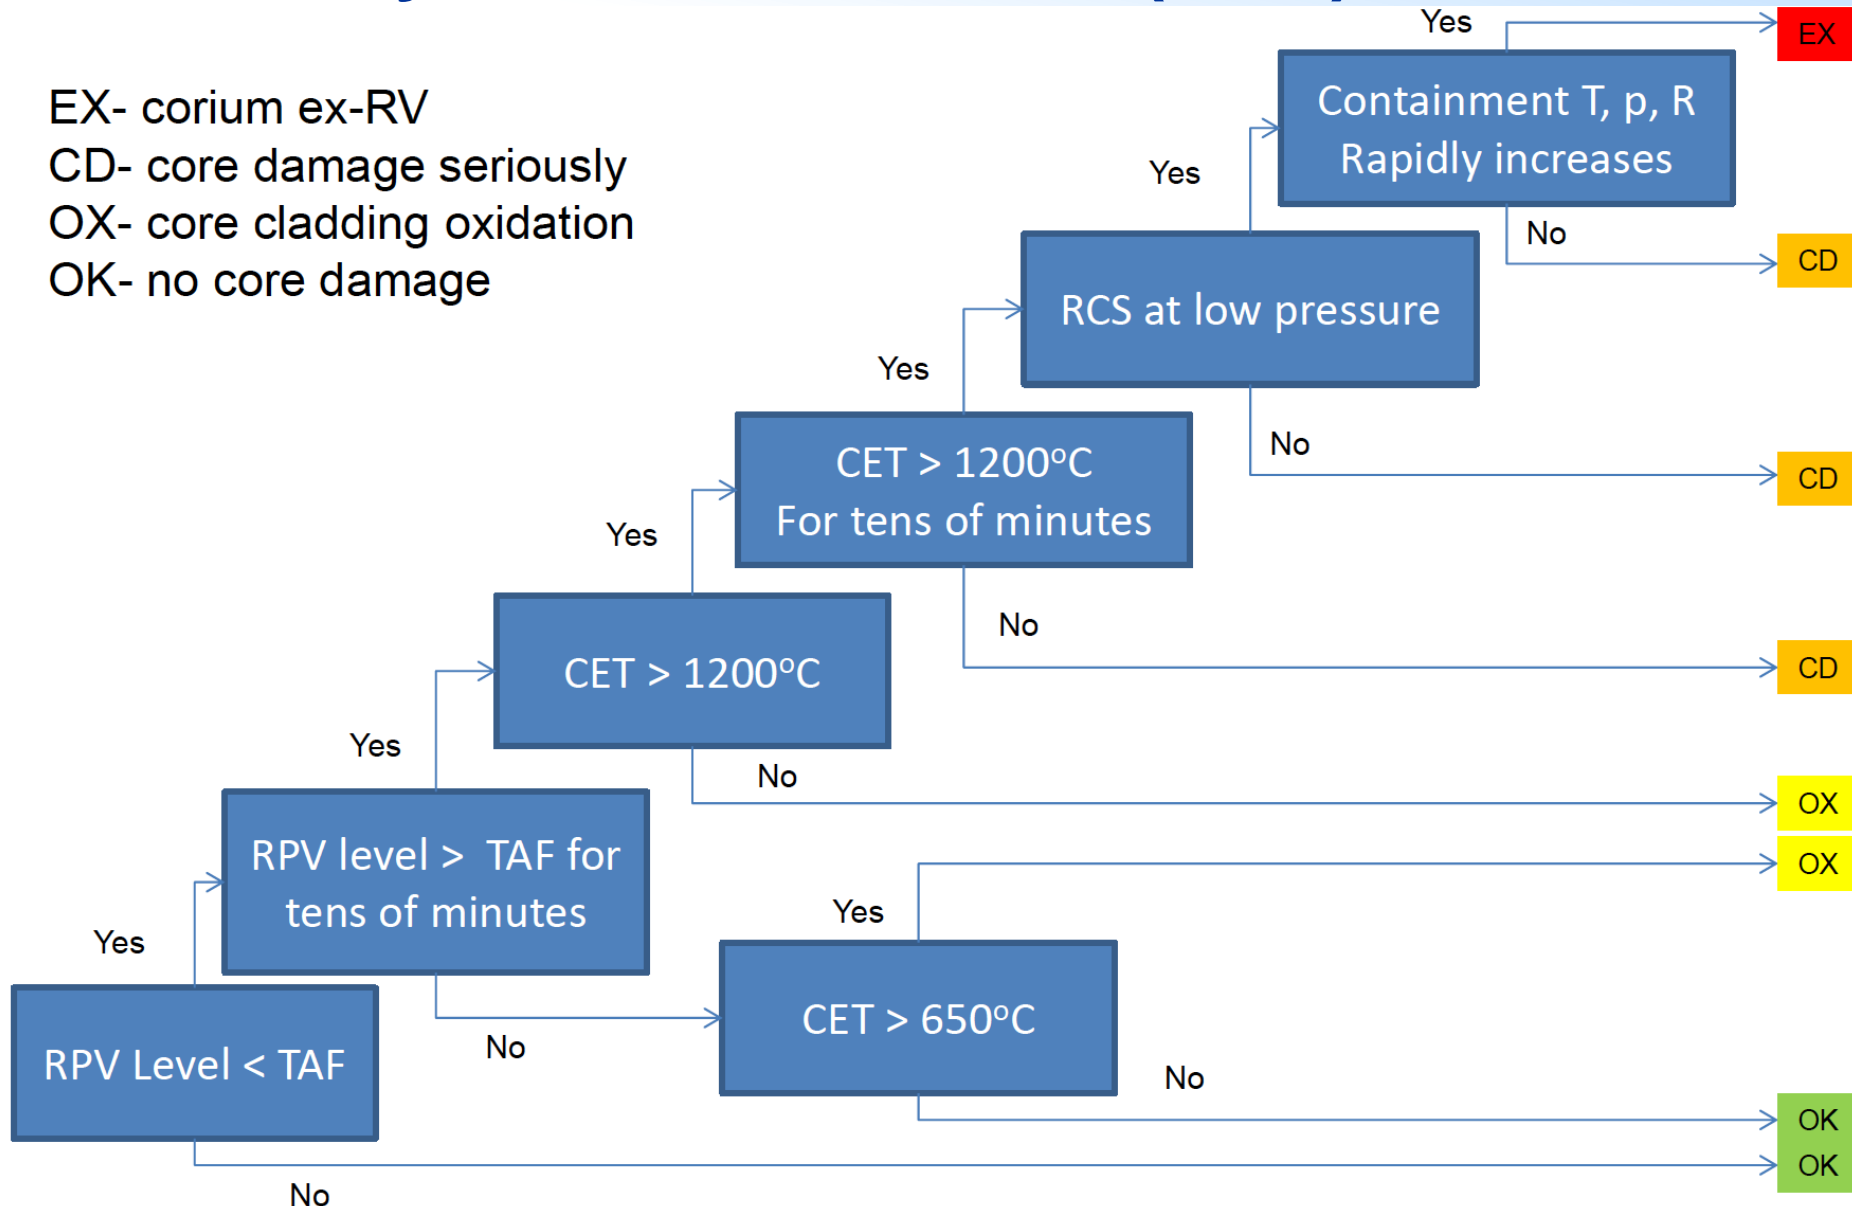 Yes
EX
EX- corium ex-RV
CD- core damage seriously
OX- core cladding oxidation
OK- no core damage
Containment T, p, R
Rapidly increases
Yes
No
CD
RCS at low pressure
Yes
No
CD
CET > 1200°C
For tens of minutes
Yes
No
CD
CET > 1200°C
Yes
No
OX
RPV level > TAF for
tens of minutes
OX
Yes
Yes
CET > 650°C
No
RPV Level < TAF
No
OK
OK
No